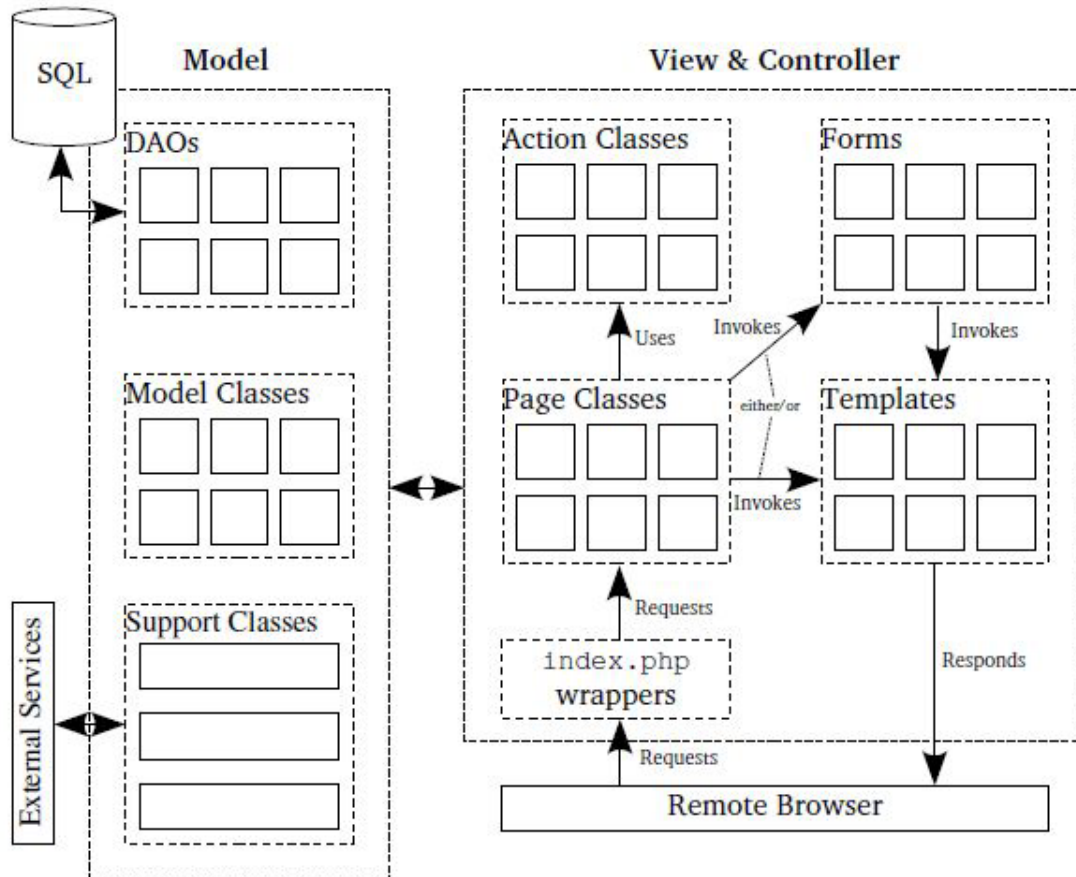 SQL
Model
View & Controller
DAOs
Action Classes
Forms
Uses
Invokes
Invokes
Model Classes
Page Classes
either/or
Templates
Invokes
Support Classes
Requests
External Services
index.php
wrappers
Responds
Requests
Remote Browser